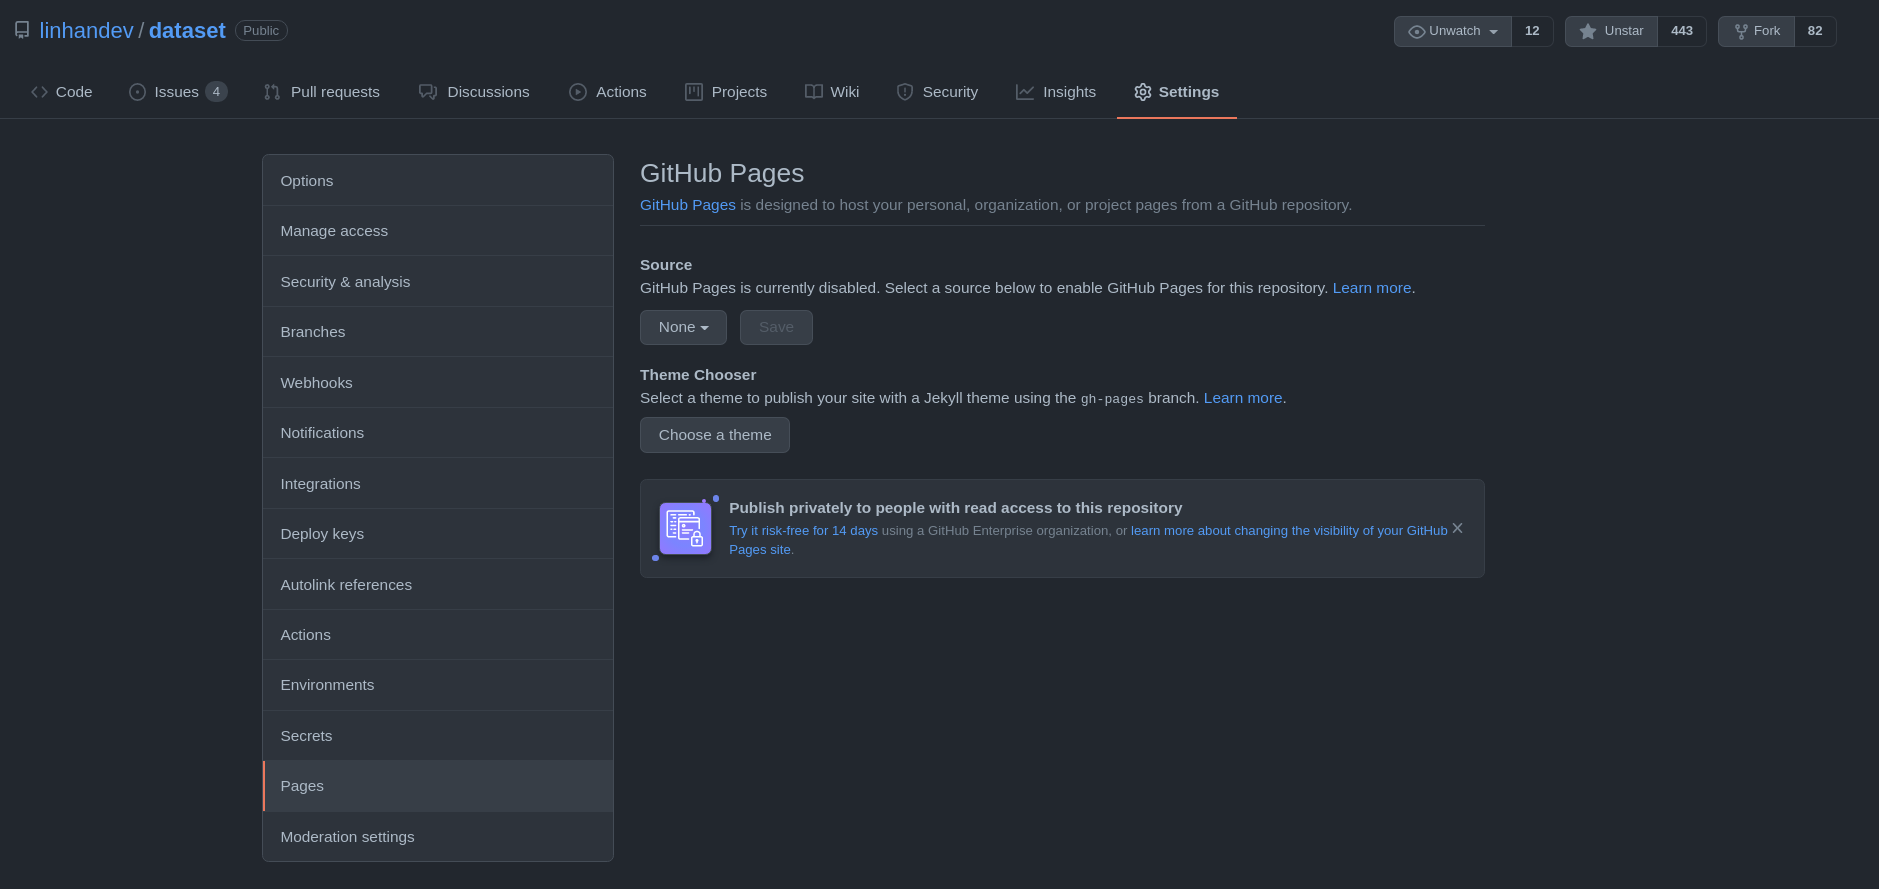 linhandev / dataset Public
Unwatch 12 Unstar 443 Fork 82
Code Issues 4 Pull requests Discussions Actions Projects Wiki Security Insights Settings
Options
Manage access
Security & analysis
Branches
Webhooks
Notifications
Integrations
Deploy keys
Autolink references
Actions
Environments
Secrets
Pages
Moderation settings
GitHub Pages
GitHub Pages is designed to host your personal, organization, or project pages from a GitHub repository.
Source
GitHub Pages is currently disabled. Select a source below to enable GitHub Pages for this repository. Learn more.
None Save
Theme Chooser
Select a theme to publish your site with a Jekyll theme using the gh-pages branch. Learn more.
Choose a theme
Publish privately to people with read access to this repository
Try it risk-free for 14 days using a GitHub Enterprise organization, or learn more about changing the visibility of your GitHub
Pages site.